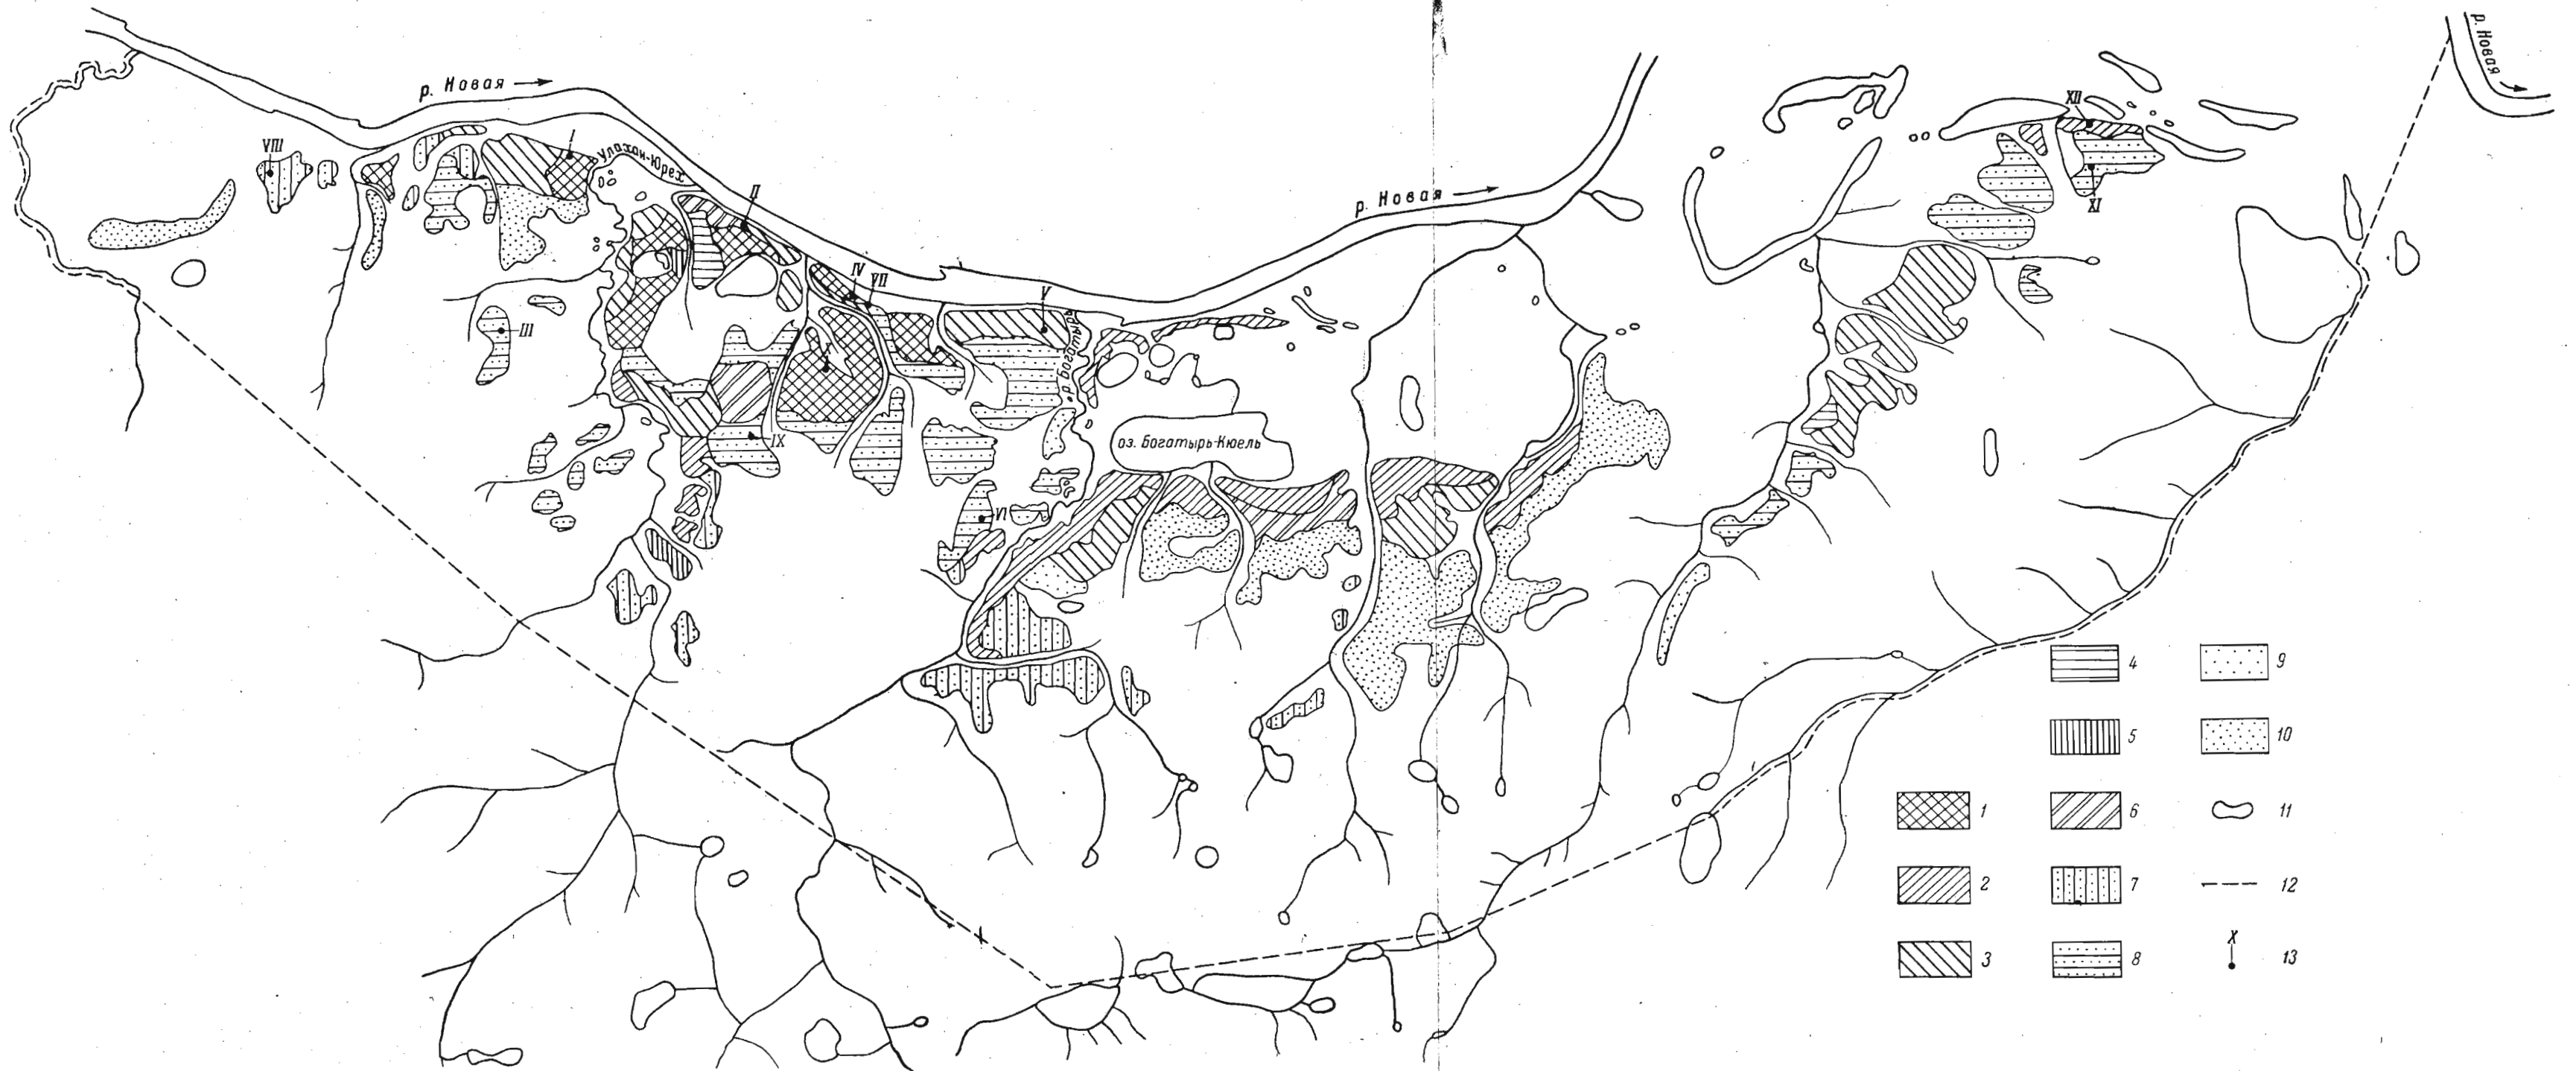 р. Новая
р. Новая
р. Новая
Улахан-Юрех
I
II
III
IV
V
VI
VII
VIII
IX
X
XI
XII
оз. Богатырь-Кюель
1
2
3
4
5
6
7
8
9
10
11
12
X
13